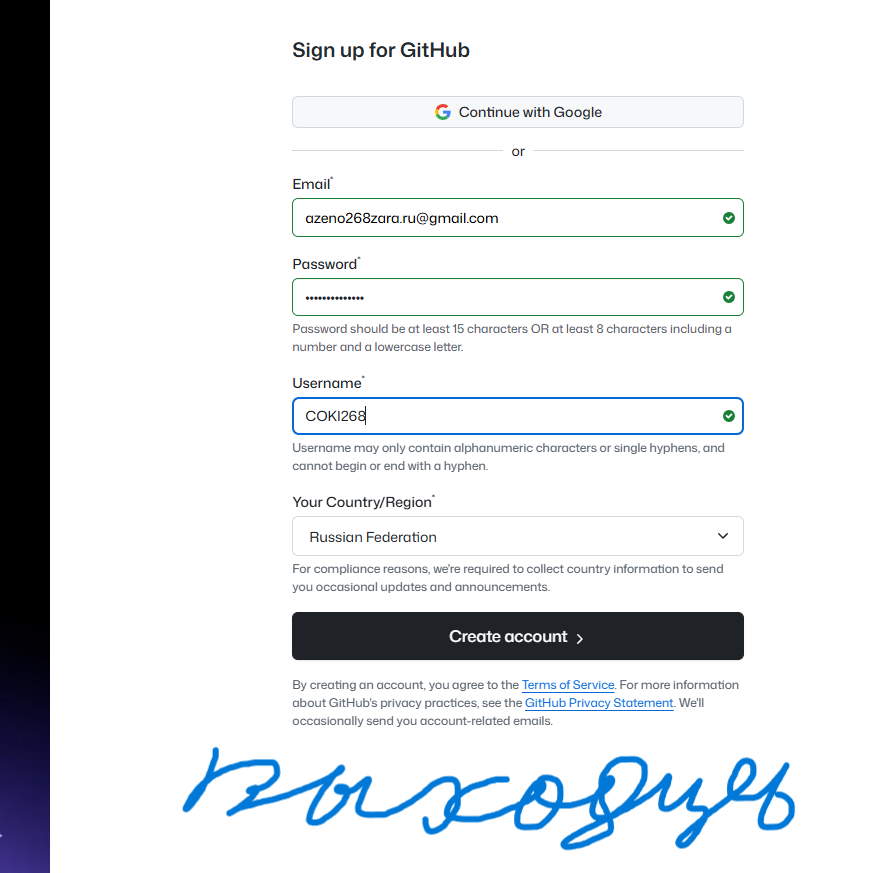 Sign up for GitHub
Continue with Google
or
Email*
azeno268zara.ru@gmail.com
Password*
••••••••••••••
Password should be at least 15 characters OR at least 8 characters including a
number and a lowercase letter.
Username*
COKI268
Username may only contain alphanumeric characters or single hyphens, and
cannot begin or end with a hyphen.
Your Country/Region*
Russian Federation
For compliance reasons, we're required to collect country information to send
you occasional updates and announcements.
Create account >
By creating an account, you agree to the Terms of Service. For more information
about GitHub's privacy practices, see the GitHub Privacy Statement. We'll
occasionally send you account-related emails.